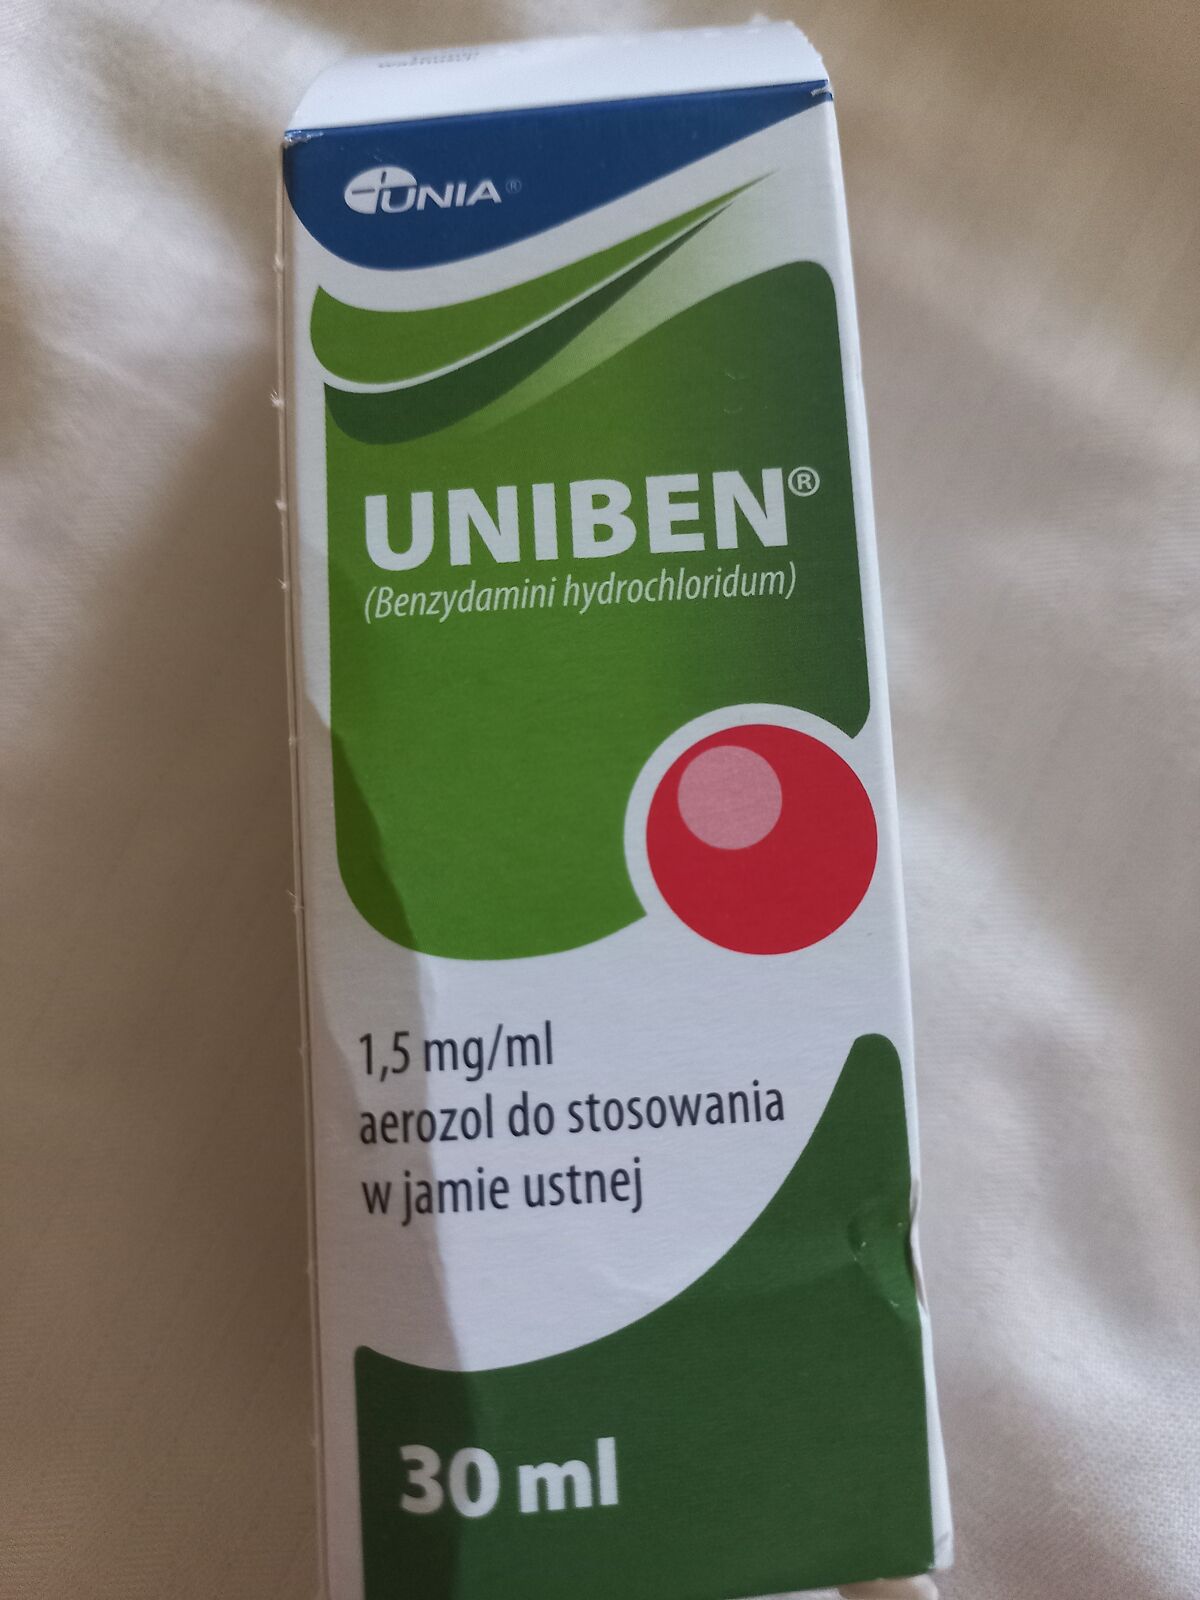 UNIA®
UNIBEN®
(Benzydamini hydrochloridum)
1,5 mg/ml
aerozol do stosowania
w jamie ustnej
30 ml